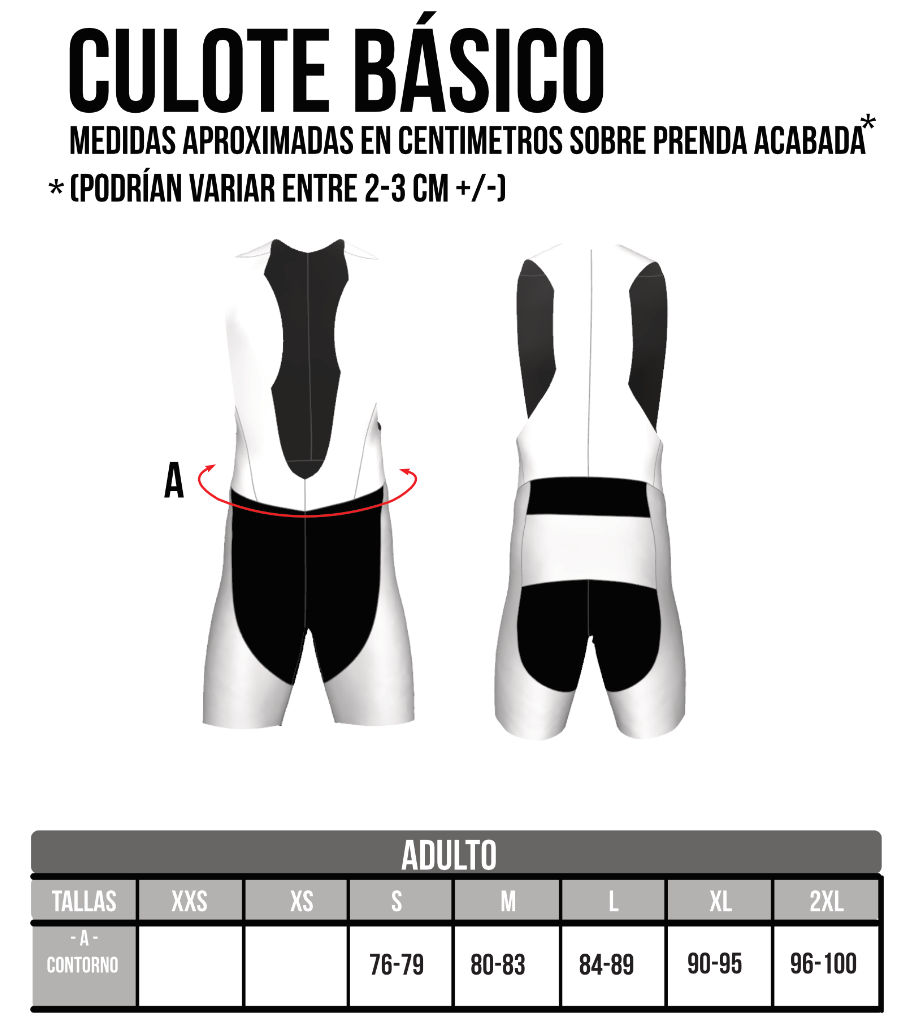 CULOTE BÁSICO
MEDIDAS APROXIMADAS EN CENTIMETROS SOBRE PRENDA ACABADA*
* (PODRÍAN VARIAR ENTRE 2-3 CM +/-)
A
ADULTO
TALLAS XXS XS S M L XL 2XL
- A -
CONTORNO 76-79 80-83 84-89 90-95 96-100